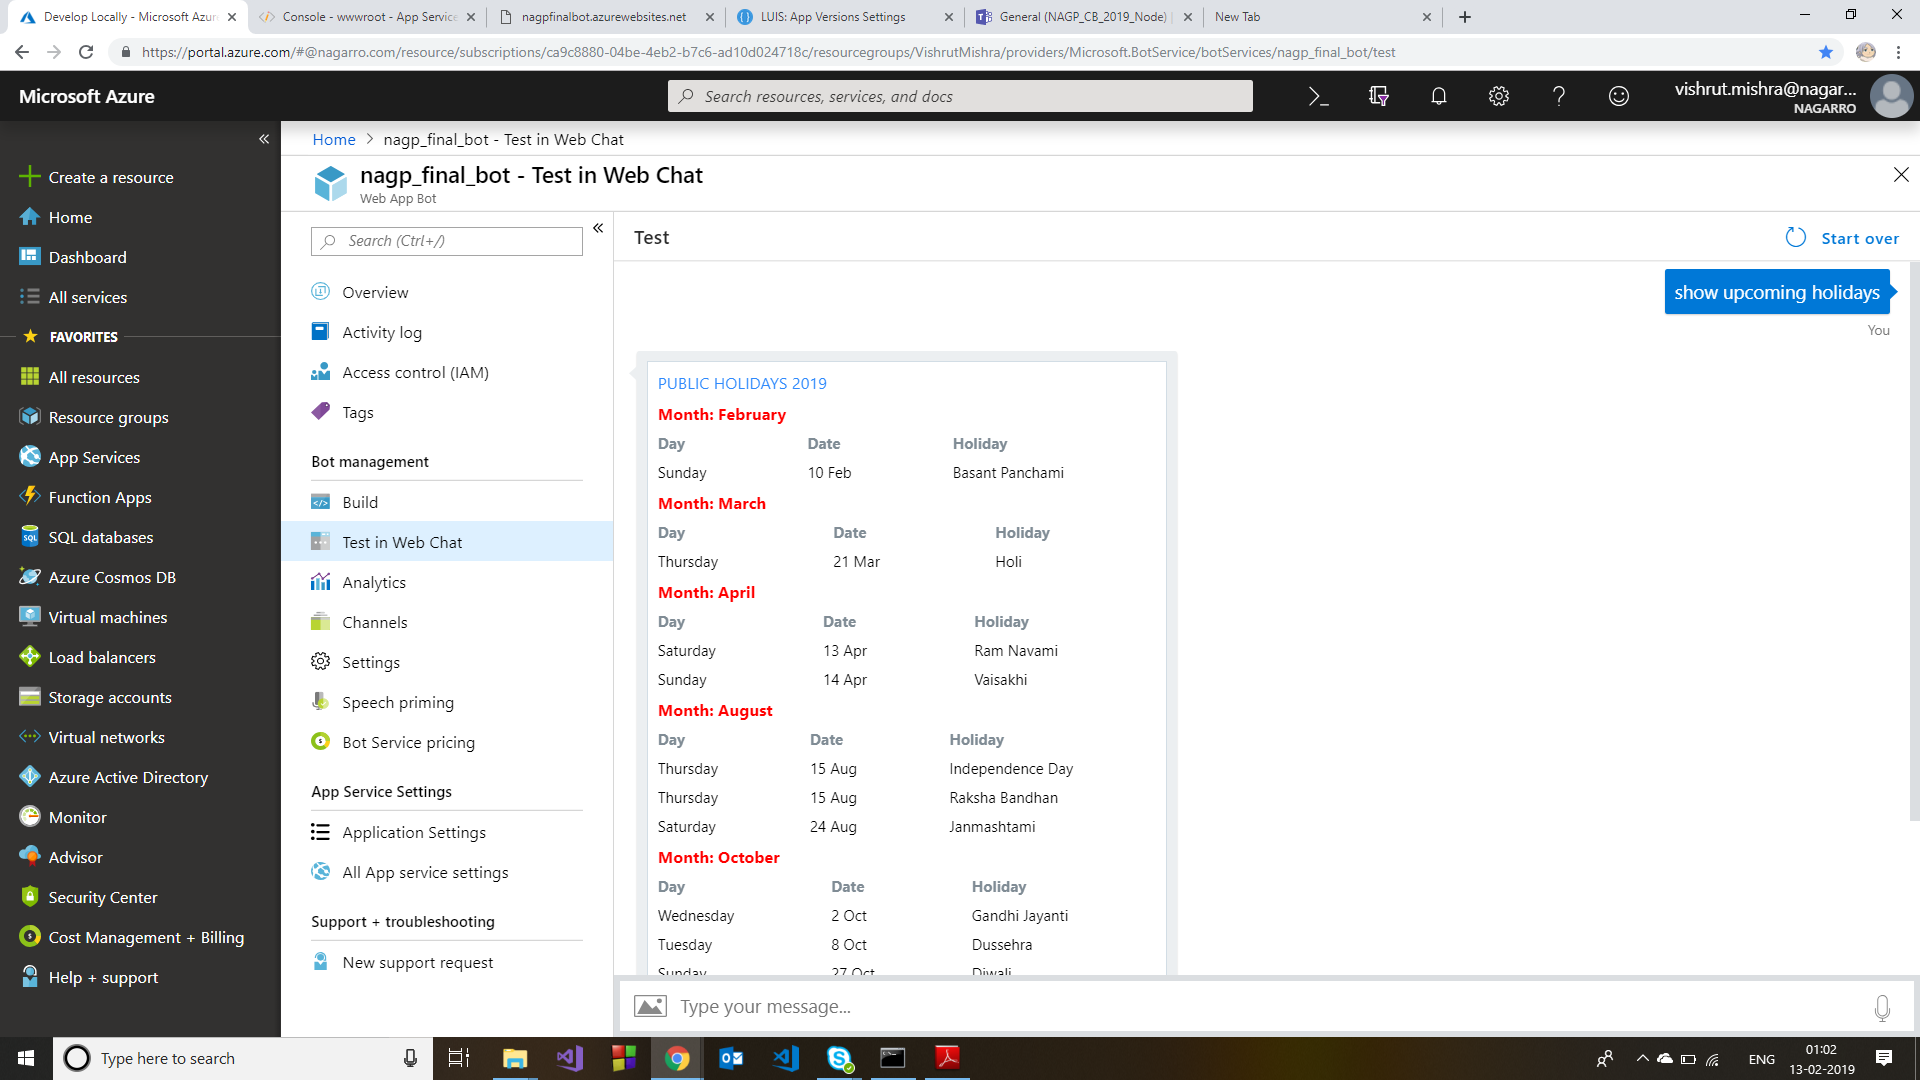 Develop Locally - Microsoft Azur
Console - wwwroot - App Service
nagpfinalbot.azurewebsites.net
LUIS: App Versions Settings
General (NAGP_CB_2019_Node) |
New Tab
https://portal.azure.com/#@nagarro.com/resource/subscriptions/ca9c8880-04be-4eb2-b7c6-ad10d024718c/resourcegroups/VishrutMishra/providers/Microsoft.BotService/botServices/nagp_final_bot/test
Microsoft Azure
Search resources, services, and docs
vishrut.mishra@nagar...
NAGARRO
Create a resource
Home
Dashboard
All services
FAVORITES
All resources
Resource groups
App Services
Function Apps
SQL databases
Azure Cosmos DB
Virtual machines
Load balancers
Storage accounts
Virtual networks
Azure Active Directory
Monitor
Advisor
Security Center
Cost Management + Billing
Help + support
Home > nagp_final_bot - Test in Web Chat
nagp_final_bot - Test in Web Chat
Web App Bot
Search (Ctrl+/)
Overview
Activity log
Access control (IAM)
Tags
Bot management
Build
Test in Web Chat
Analytics
Channels
Settings
Speech priming
Bot Service pricing
App Service Settings
Application Settings
All App service settings
Support + troubleshooting
New support request
Test
Start over
show upcoming holidays
You
PUBLIC HOLIDAYS 2019
Month: February
Day Date Holiday
Sunday 10 Feb Basant Panchami
Month: March
Day Date Holiday
Thursday 21 Mar Holi
Month: April
Day Date Holiday
Saturday 13 Apr Ram Navami
Sunday 14 Apr Vaisakhi
Month: August
Day Date Holiday
Thursday 15 Aug Independence Day
Thursday 15 Aug Raksha Bandhan
Saturday 24 Aug Janmashtami
Month: October
Day Date Holiday
Wednesday 2 Oct Gandhi Jayanti
Tuesday 8 Oct Dussehra
Sunday 27 Oct Diwali
Type your message...
Type here to search
ENG
01:02
13-02-2019